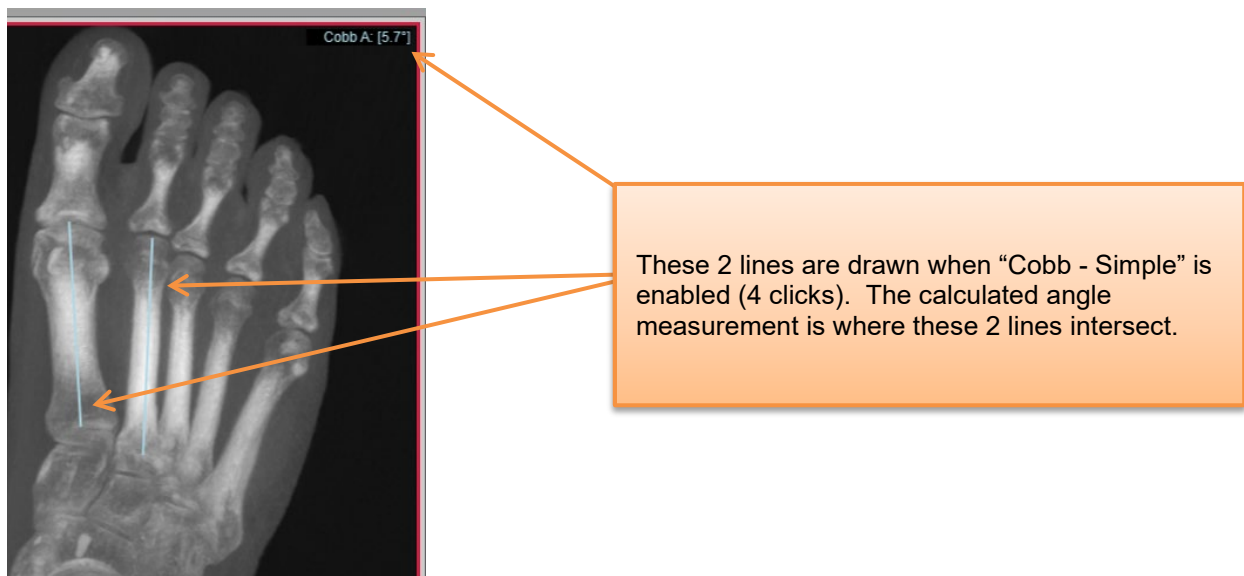 Cobb A: [5.7°]
These 2 lines are drawn when “Cobb - Simple” is
enabled (4 clicks).  The calculated angle
measurement is where these 2 lines intersect.